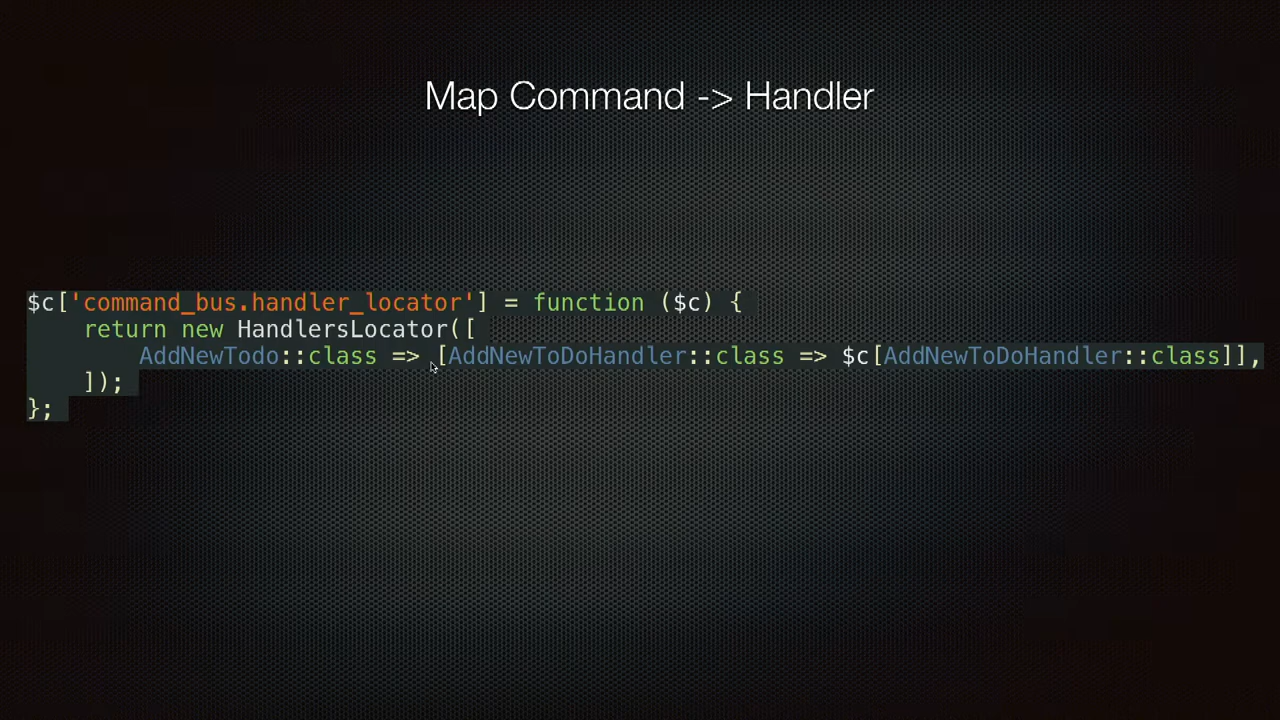 Map Command -> Handler
$c['command_bus.handler_locator'] = function ($c) {
    return new HandlersLocator([
        AddNewTodo::class => [AddNewToDoHandler::class => $c[AddNewToDoHandler::class]],
    ]);
};